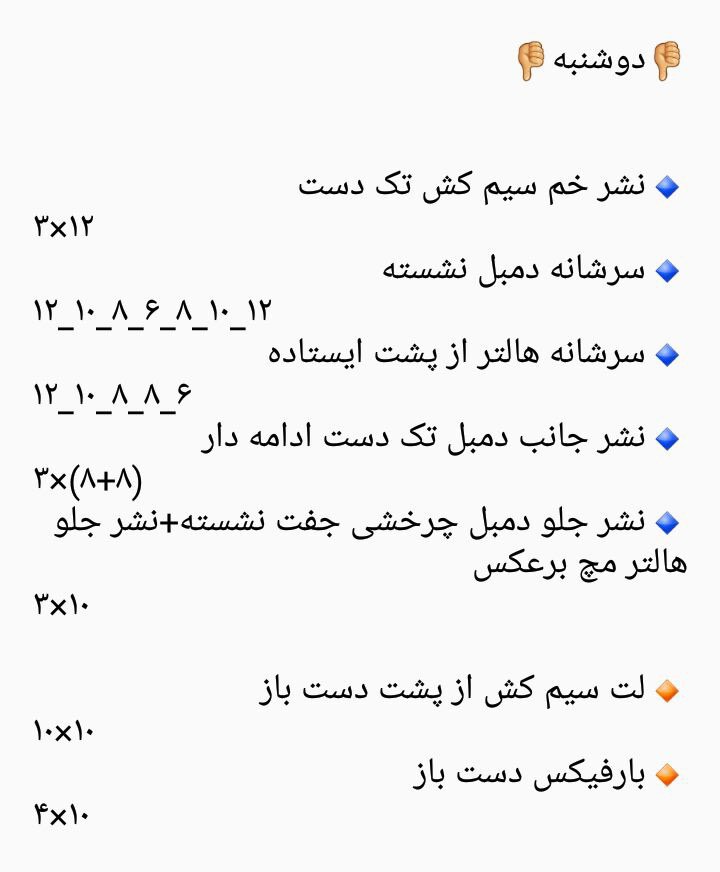 👎دوشنبه👎
🔹نشر خم سیم کش تک دست
۳×۱۲
🔹سرشانه دمبل نشسته
۱۲_۱۰_۸_۶_۸_۱۰_۱۲
🔹سرشانه هالتر از پشت ایستاده
۱۲_۱۰_۸_۸_۶
🔹نشر جانب دمبل تک دست ادامه دار
۳×(۸+۸)
🔹نشر جلو دمبل چرخشی جفت نشسته+نشر جلو
هالتر مچ برعکس
۳×۱۰
🔸لت سیم کش از پشت دست باز
۱۰×۱۰
🔸بارفیکس دست باز
۴×۱۰